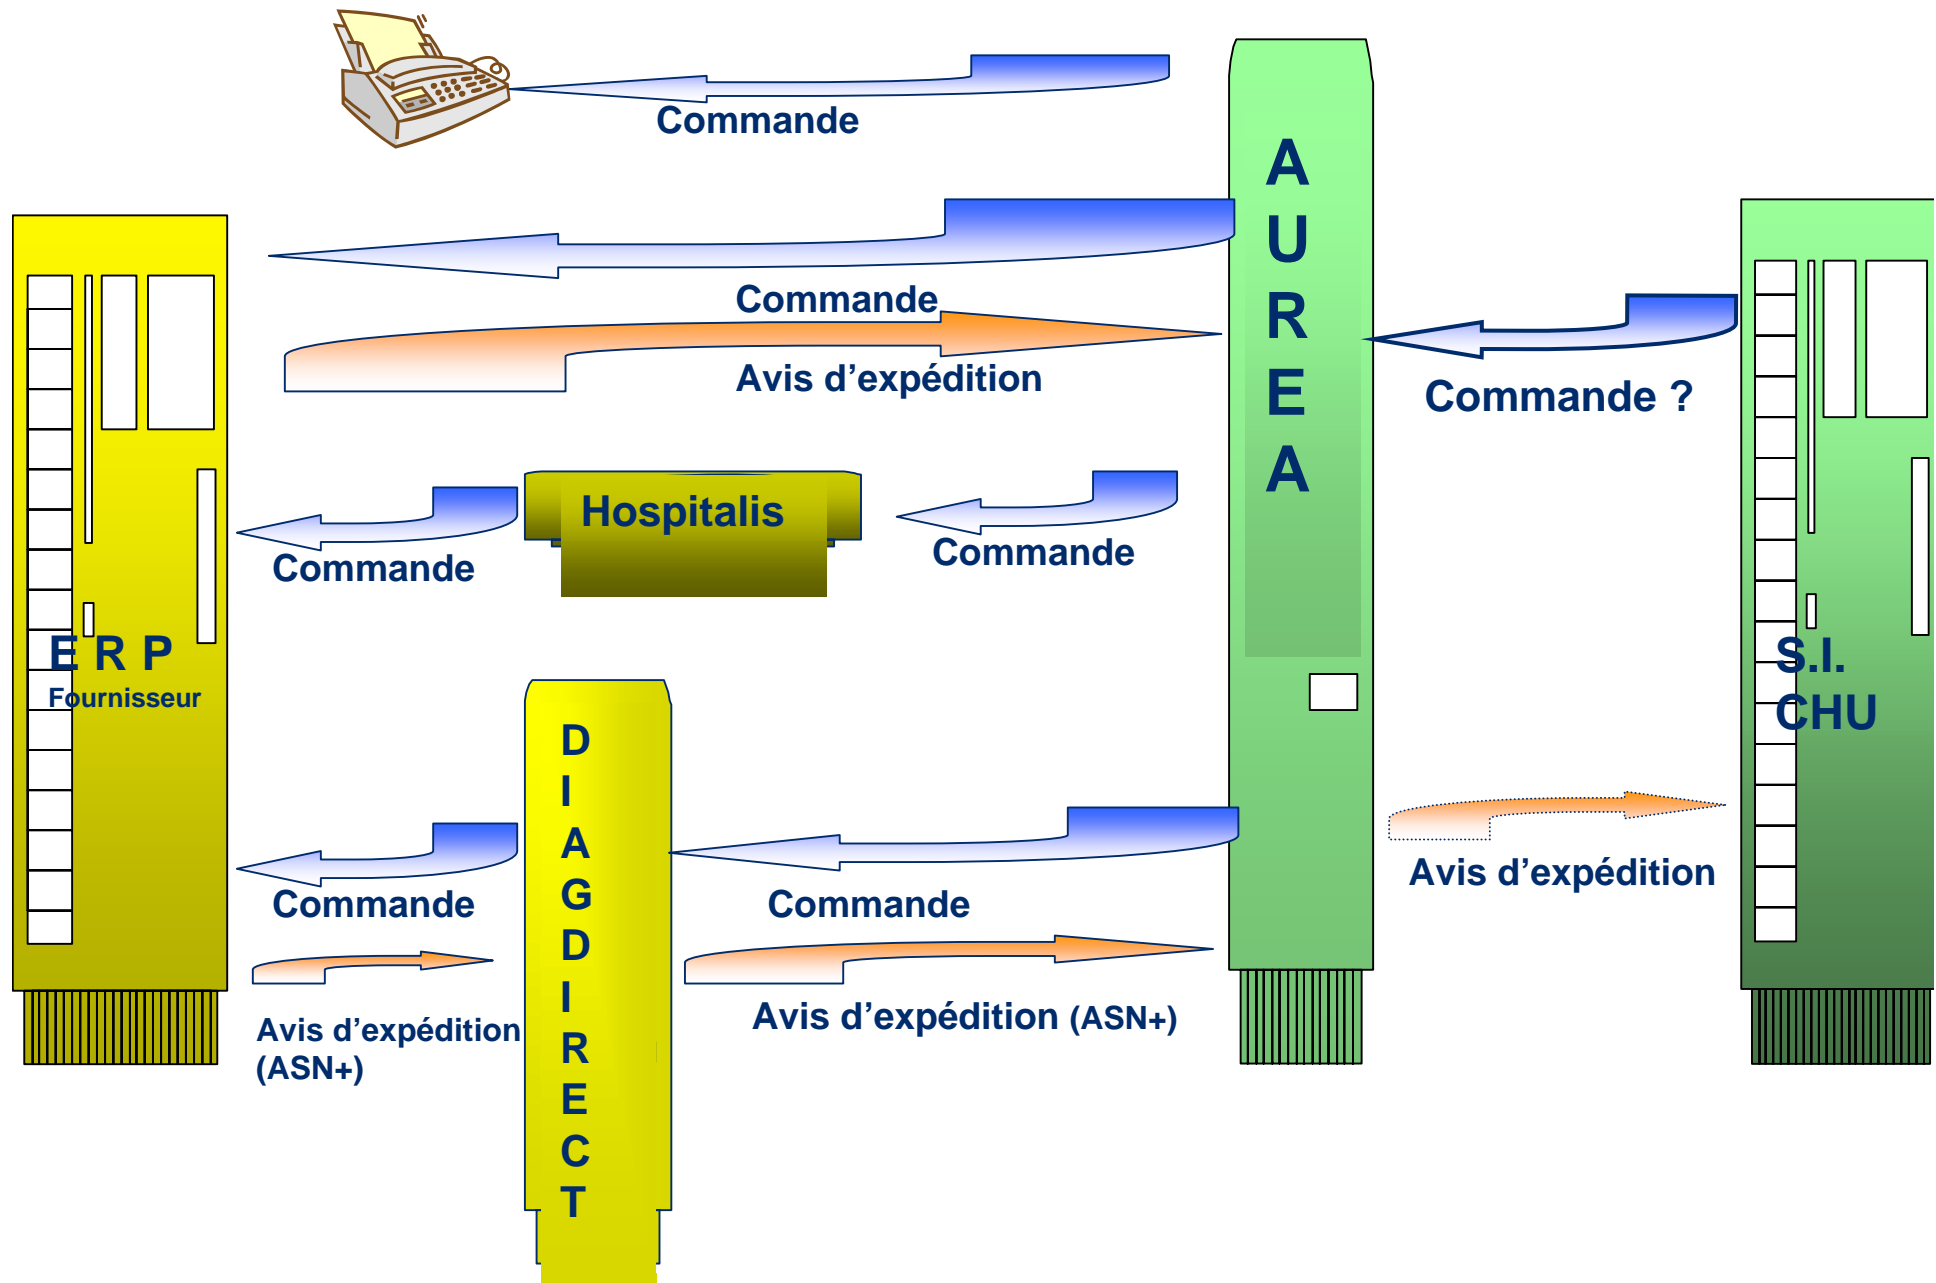 Commande
A
U
R
E
A
Commande
Avis d’expédition
Commande ?
Hospitalis
Commande
Commande
E R P
Fournisseur
S.I.
CHU
D
I
A
G
D
I
R
E
C
T
Commande
Commande
Avis d’expédition
Avis d’expédition
(ASN+)
Avis d’expédition (ASN+)